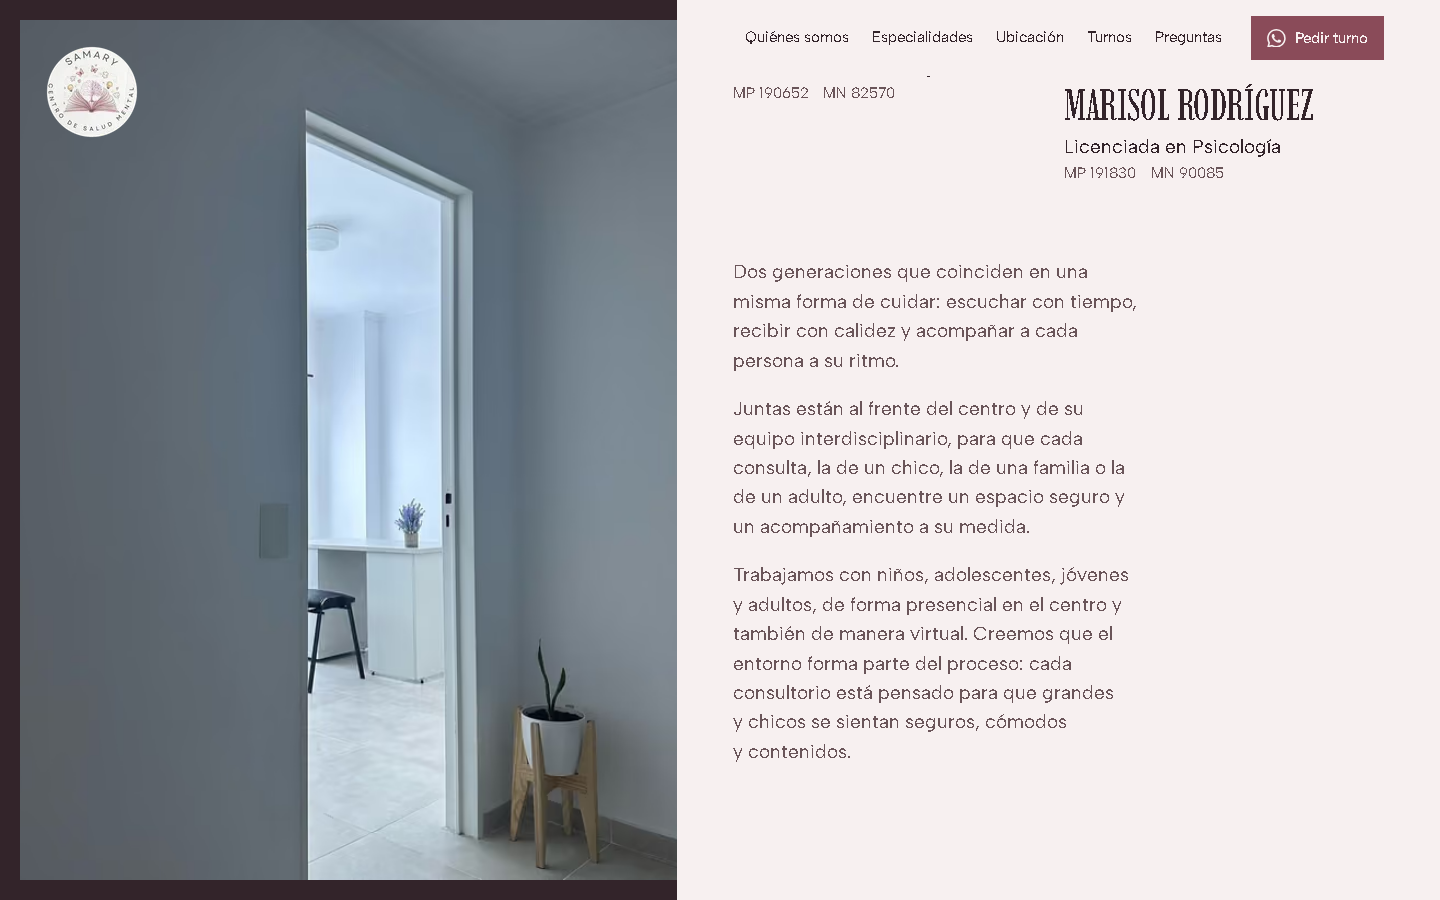 SAMARY
CENTRO DE SALUD MENTAL
Quiénes somos Especialidades Ubicación Turnos Preguntas Pedir turno
MP 190652 MN 82570
MARISOL RODRÍGUEZ
Licenciada en Psicología
MP 191830 MN 90085
Dos generaciones que coinciden en una
misma forma de cuidar: escuchar con tiempo,
recibir con calidez y acompañar a cada
persona a su ritmo.
Juntas están al frente del centro y de su
equipo interdisciplinario, para que cada
consulta, la de un chico, la de una familia o la
de un adulto, encuentre un espacio seguro y
un acompañamiento a su medida.
Trabajamos con niños, adolescentes, jóvenes
y adultos, de forma presencial en el centro y
también de manera virtual. Creemos que el
entorno forma parte del proceso: cada
consultorio está pensado para que grandes
y chicos se sientan seguros, cómodos
y contenidos.